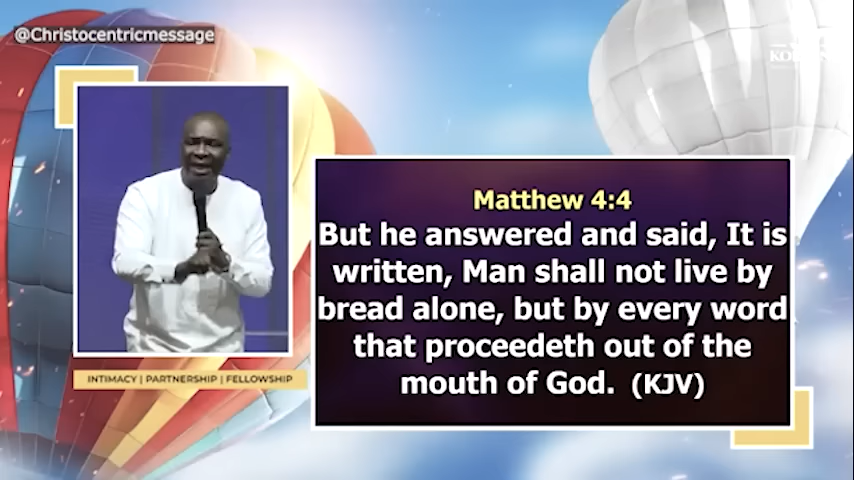 @Christocentricmessage
INTIMACY | PARTNERSHIP | FELLOWSHIP
Matthew 4:4
But he answered and said, It is
written, Man shall not live by
bread alone, but by every word
that proceedeth out of the
mouth of God. (KJV)